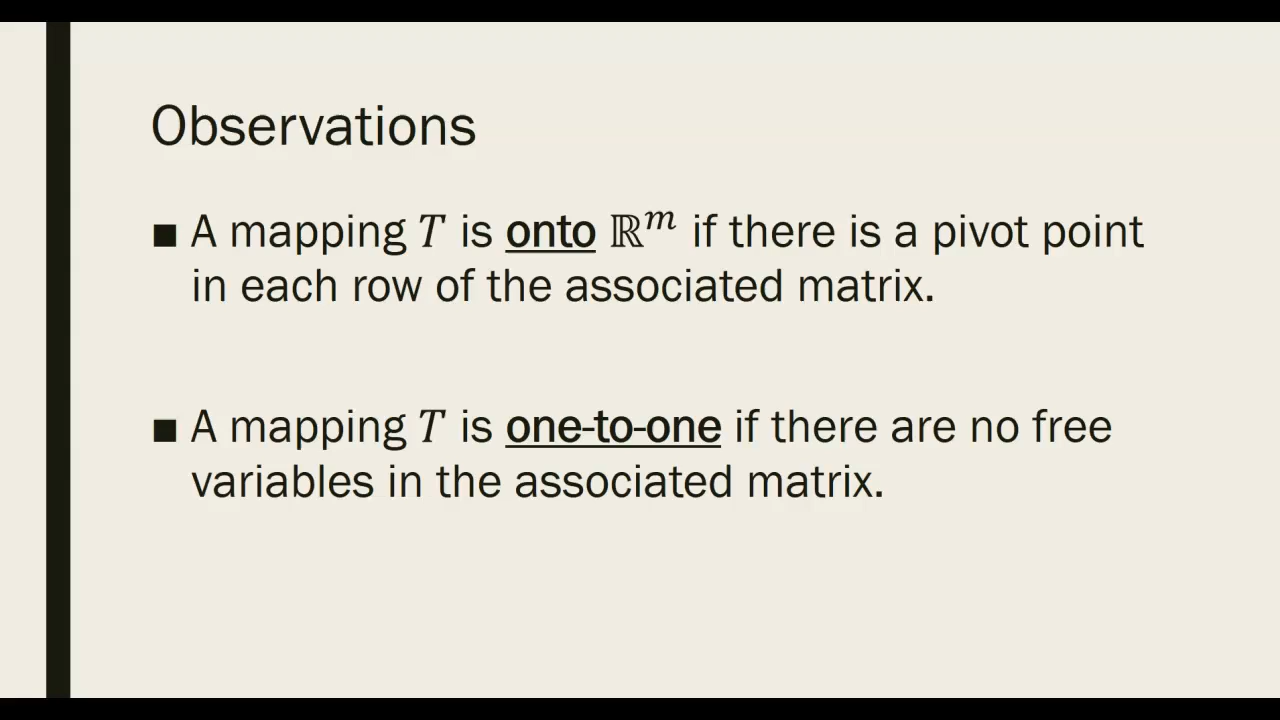 Observations
■ A mapping 𝑇 is onto ℝᵐ if there is a pivot point
in each row of the associated matrix.
■ A mapping 𝑇 is one-to-one if there are no free
variables in the associated matrix.